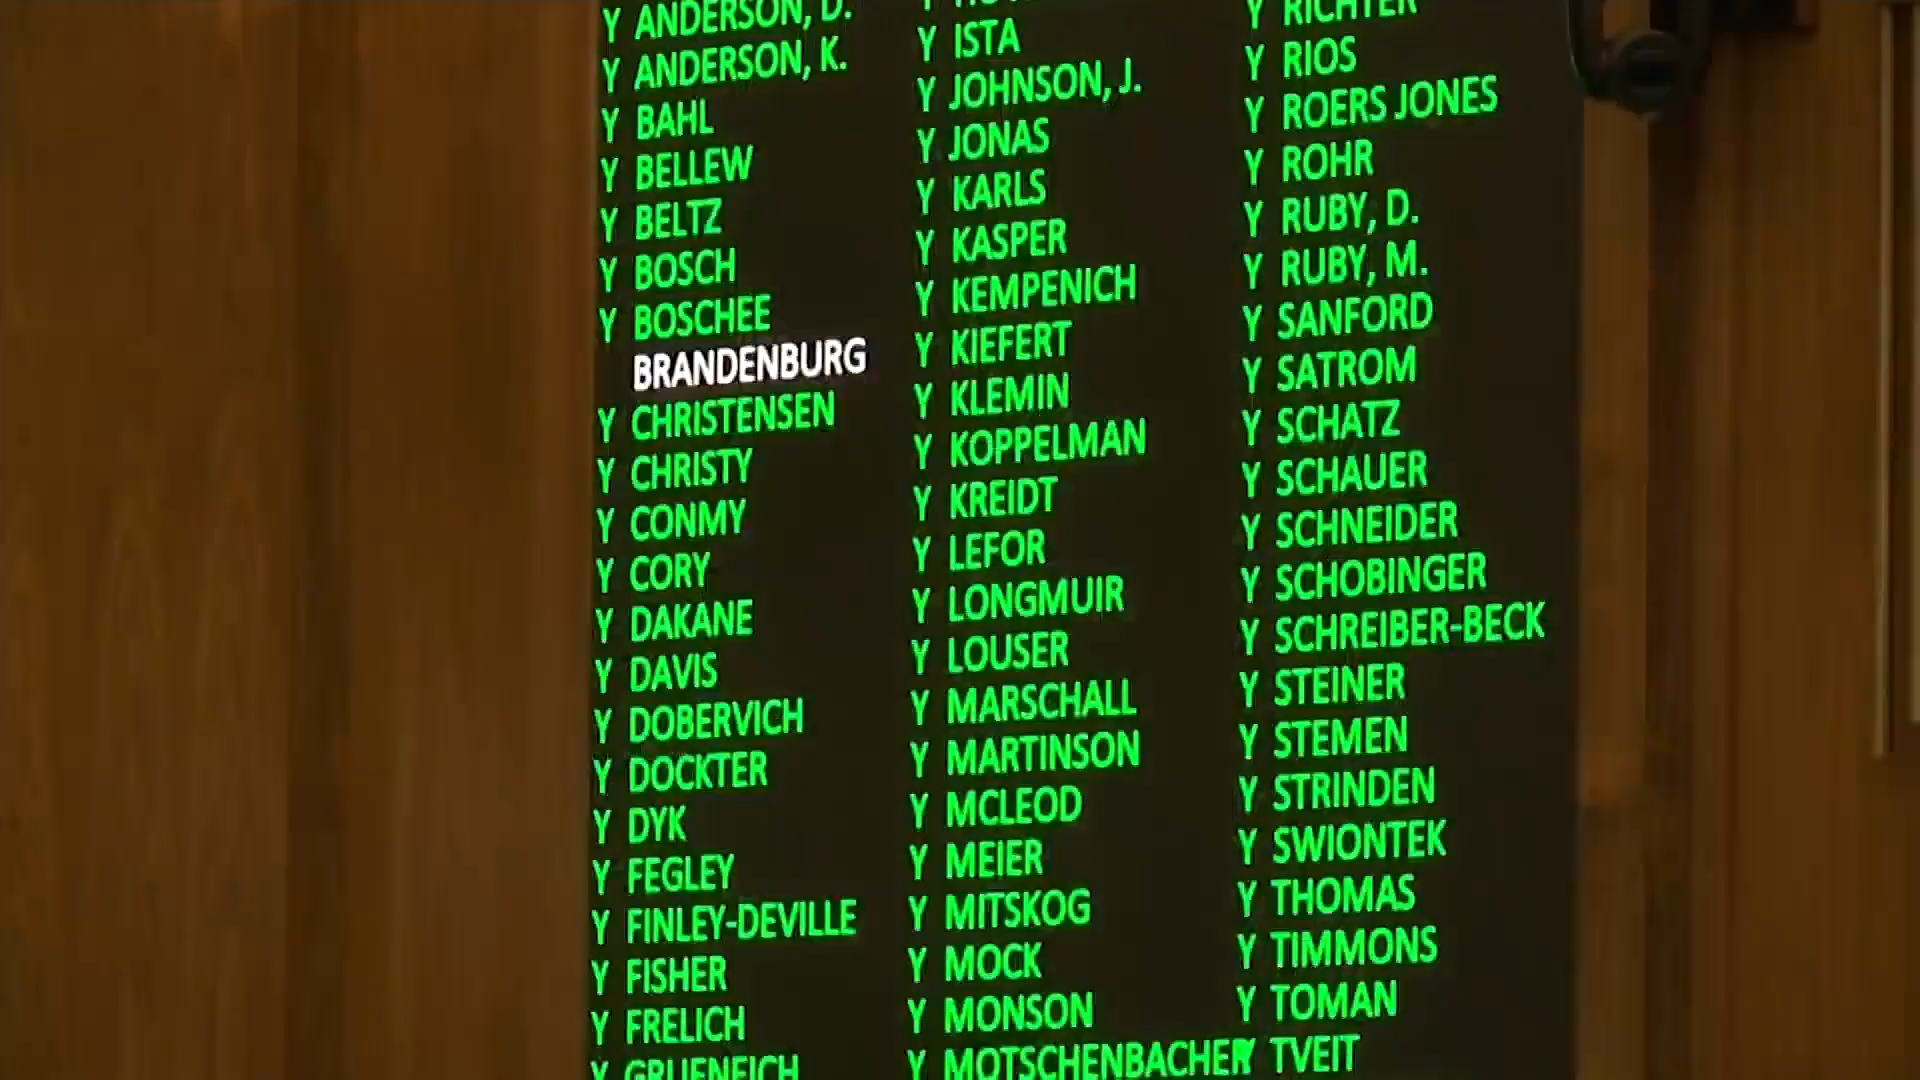 Y ANDERSON, D.
Y ANDERSON, K.
Y BAHL
Y BELLEW
Y BELTZ
Y BOSCH
Y BOSCHEE
BRANDENBURG
Y CHRISTENSEN
Y CHRISTY
Y CONMY
Y CORY
Y DAKANE
Y DAVIS
Y DOBERVICH
Y DOCKTER
Y DYK
Y FEGLEY
Y FINLEY-DEVILLE
Y FISHER
Y FRELICH
Y GRUENEICH
Y ISTA
Y JOHNSON, J.
Y JONAS
Y KARLS
Y KASPER
Y KEMPENICH
Y KIEFERT
Y KLEMIN
Y KOPPELMAN
Y KREIDT
Y LEFOR
Y LONGMUIR
Y LOUSER
Y MARSCHALL
Y MARTINSON
Y MCLEOD
Y MEIER
Y MITSKOG
Y MOCK
Y MONSON
Y MOTSCHENBACHER
Y RICHTER
Y RIOS
Y ROERS JONES
Y ROHR
Y RUBY, D.
Y RUBY, M.
Y SANFORD
Y SATROM
Y SCHATZ
Y SCHAUER
Y SCHNEIDER
Y SCHOBINGER
Y SCHREIBER-BECK
Y STEINER
Y STEMEN
Y STRINDEN
Y SWIONTEK
Y THOMAS
Y TIMMONS
Y TOMAN
Y TVEIT